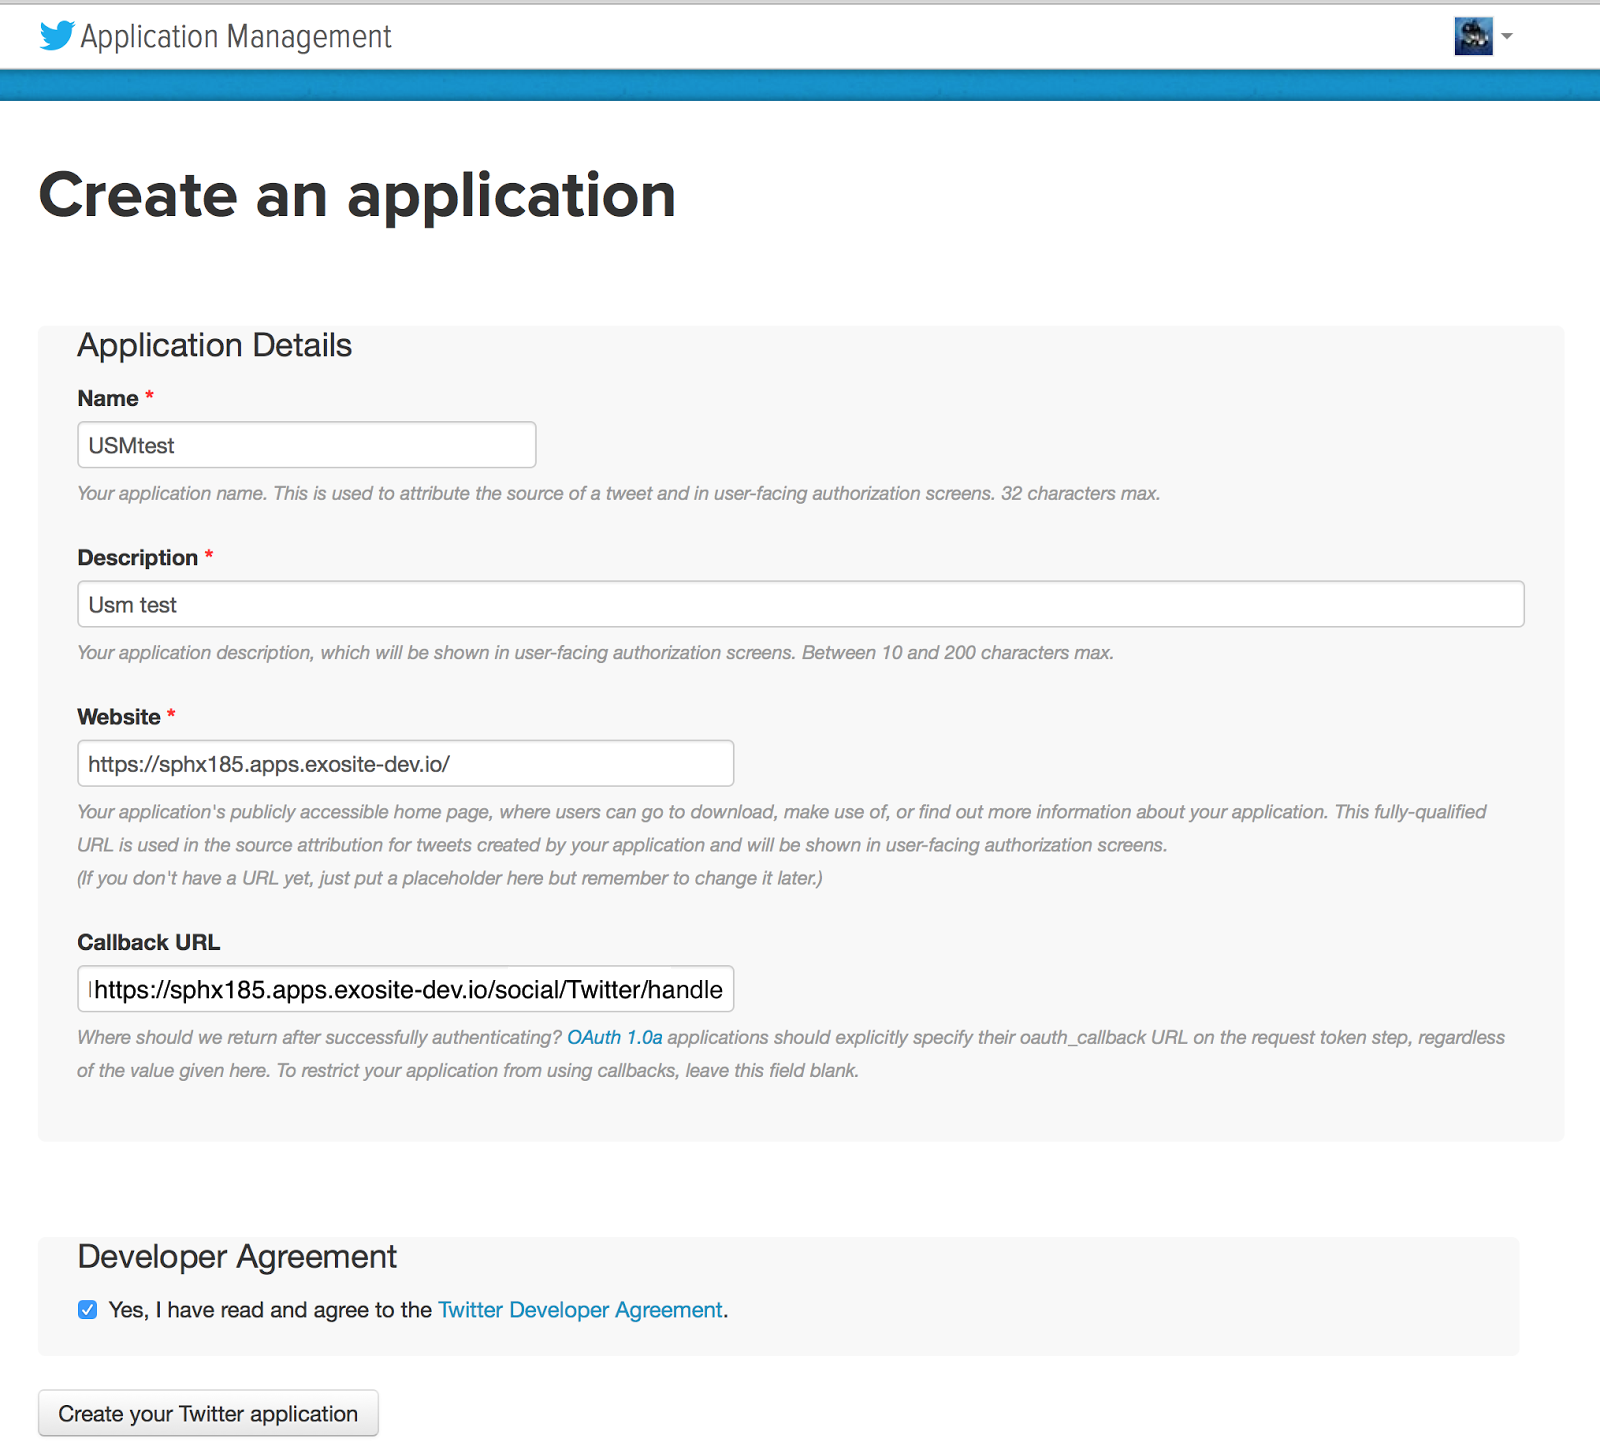 Application Management
Create an application
Application Details
Name *
USMtest
Your application name. This is used to attribute the source of a tweet and in user-facing authorization screens. 32 characters max.
Description *
Usm test
Your application description, which will be shown in user-facing authorization screens. Between 10 and 200 characters max.
Website *
https://sphx185.apps.exosite-dev.io/
Your application's publicly accessible home page, where users can go to download, make use of, or find out more information about your application. This fully-qualified
URL is used in the source attribution for tweets created by your application and will be shown in user-facing authorization screens.
(If you don't have a URL yet, just put a placeholder here but remember to change it later.)
Callback URL
https://sphx185.apps.exosite-dev.io/social/Twitter/handle
Where should we return after successfully authenticating? OAuth 1.0a applications should explicitly specify their oauth_callback URL on the request token step, regardless
of the value given here. To restrict your application from using callbacks, leave this field blank.
Developer Agreement
Yes, I have read and agree to the Twitter Developer Agreement.
Create your Twitter application